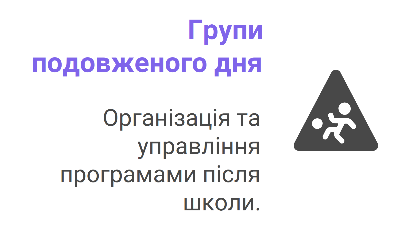 Групи
подовженого дня
Організація та
управління
програмами після
школи.